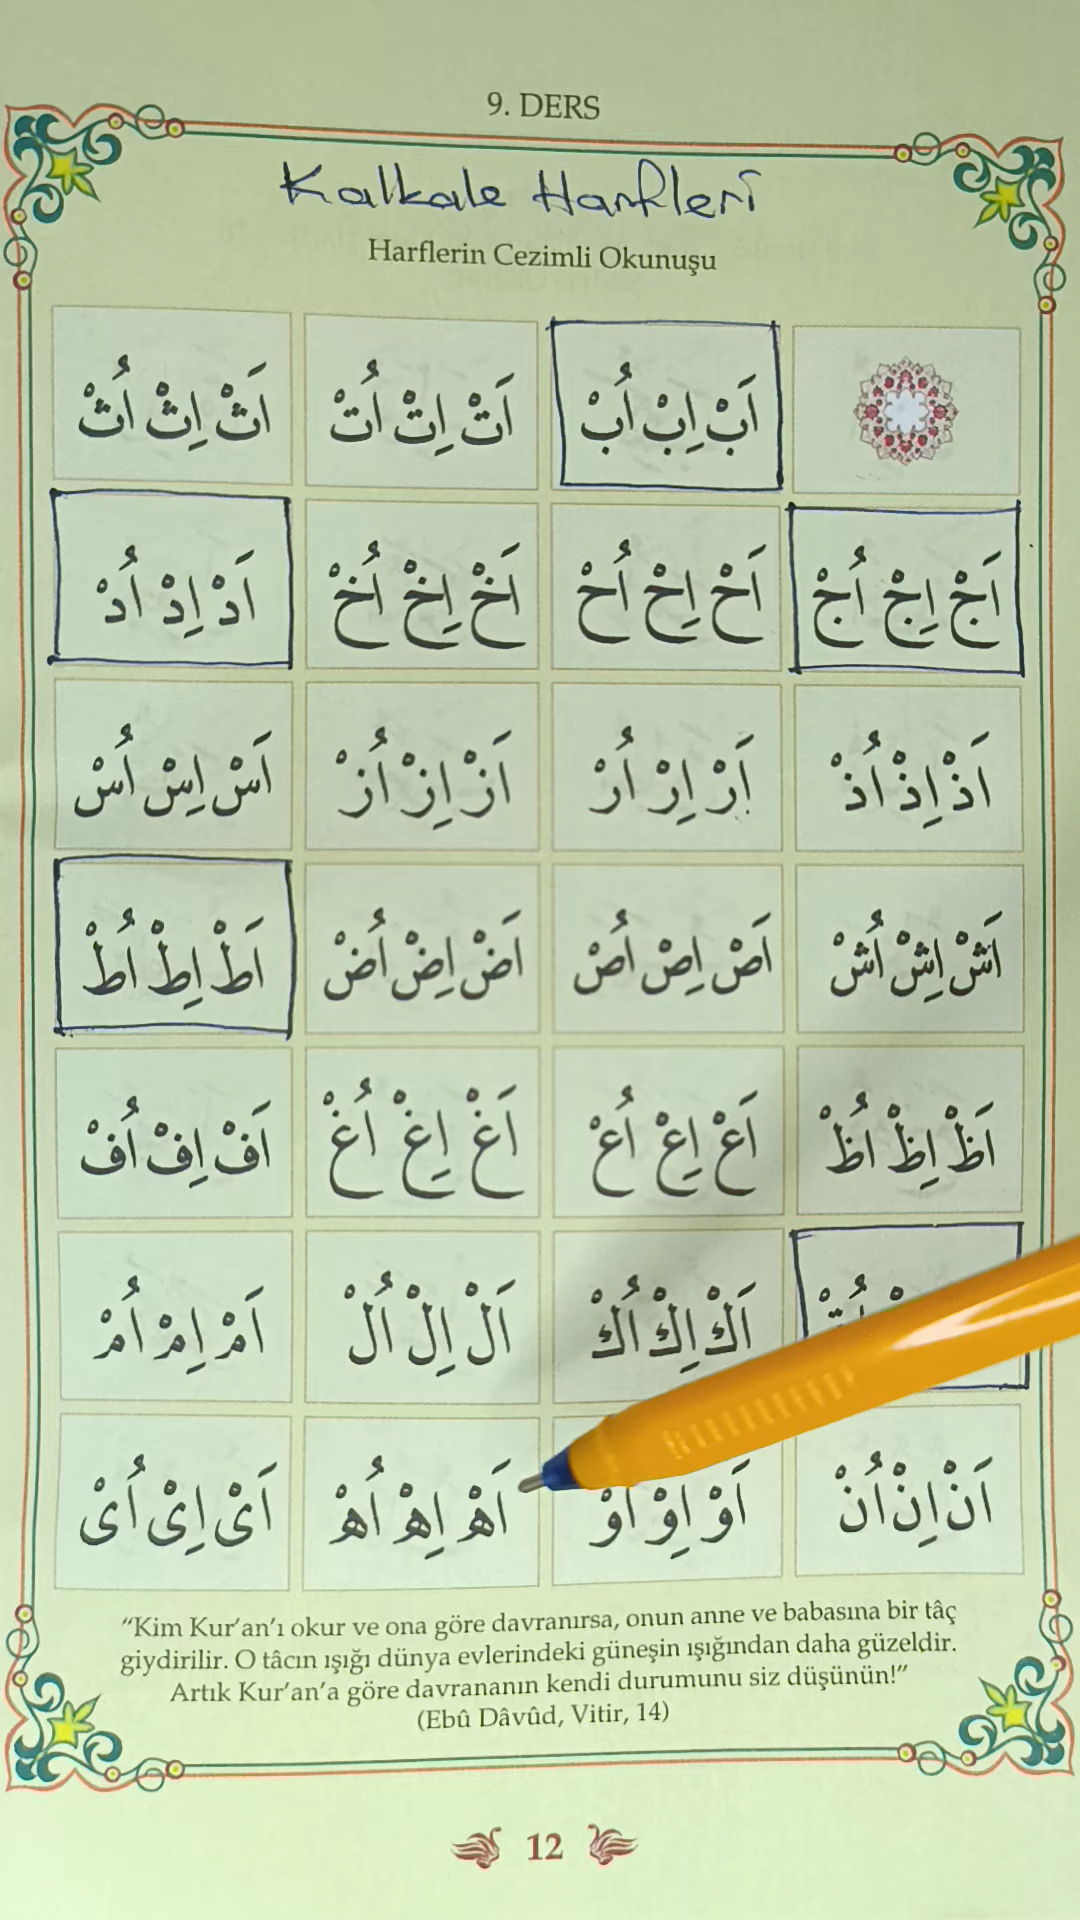 9. DERS
Kalkale Harfleri
Harflerin Cezimli Okunuşu
اَبْ اِبْ اُبْ
اَتْ اِتْ اُتْ
اَثْ اِثْ اُثْ
اَجْ اِجْ اُجْ
اَحْ اِحْ اُحْ
اَخْ اِخْ اُخْ
اَدْ اِدْ اُدْ
اَذْ اِذْ اُذْ
اَرْ اِرْ اُرْ
اَزْ اِزْ اُزْ
اَسْ اِسْ اُسْ
اَشْ اِشْ اُشْ
اَصْ اِصْ اُصْ
اَضْ اِضْ اُضْ
اَطْ اِطْ اُطْ
اَظْ اِظْ اُظْ
اَعْ اِعْ اُعْ
اَغْ اِغْ اُغْ
اَفْ اِفْ اُفْ
اَكْ اِكْ اُكْ
اَلْ اِلْ اُلْ
اَمْ اِمْ اُمْ
اَنْ اِنْ اُنْ
اَوْ اِوْ اُوْ
اَهْ اِهْ اُهْ
اَىْ اِىْ اُىْ
“Kim Kur’an’ı okur ve ona göre davranırsa, onun anne ve babasına bir tâç
giydirilir. O tâcın ışığı dünya evlerindeki güneşin ışığından daha güzeldir.
Artık Kur’an’a göre davrananın kendi durumunu siz düşünün!”
(Ebû Dâvûd, Vitir, 14)
12